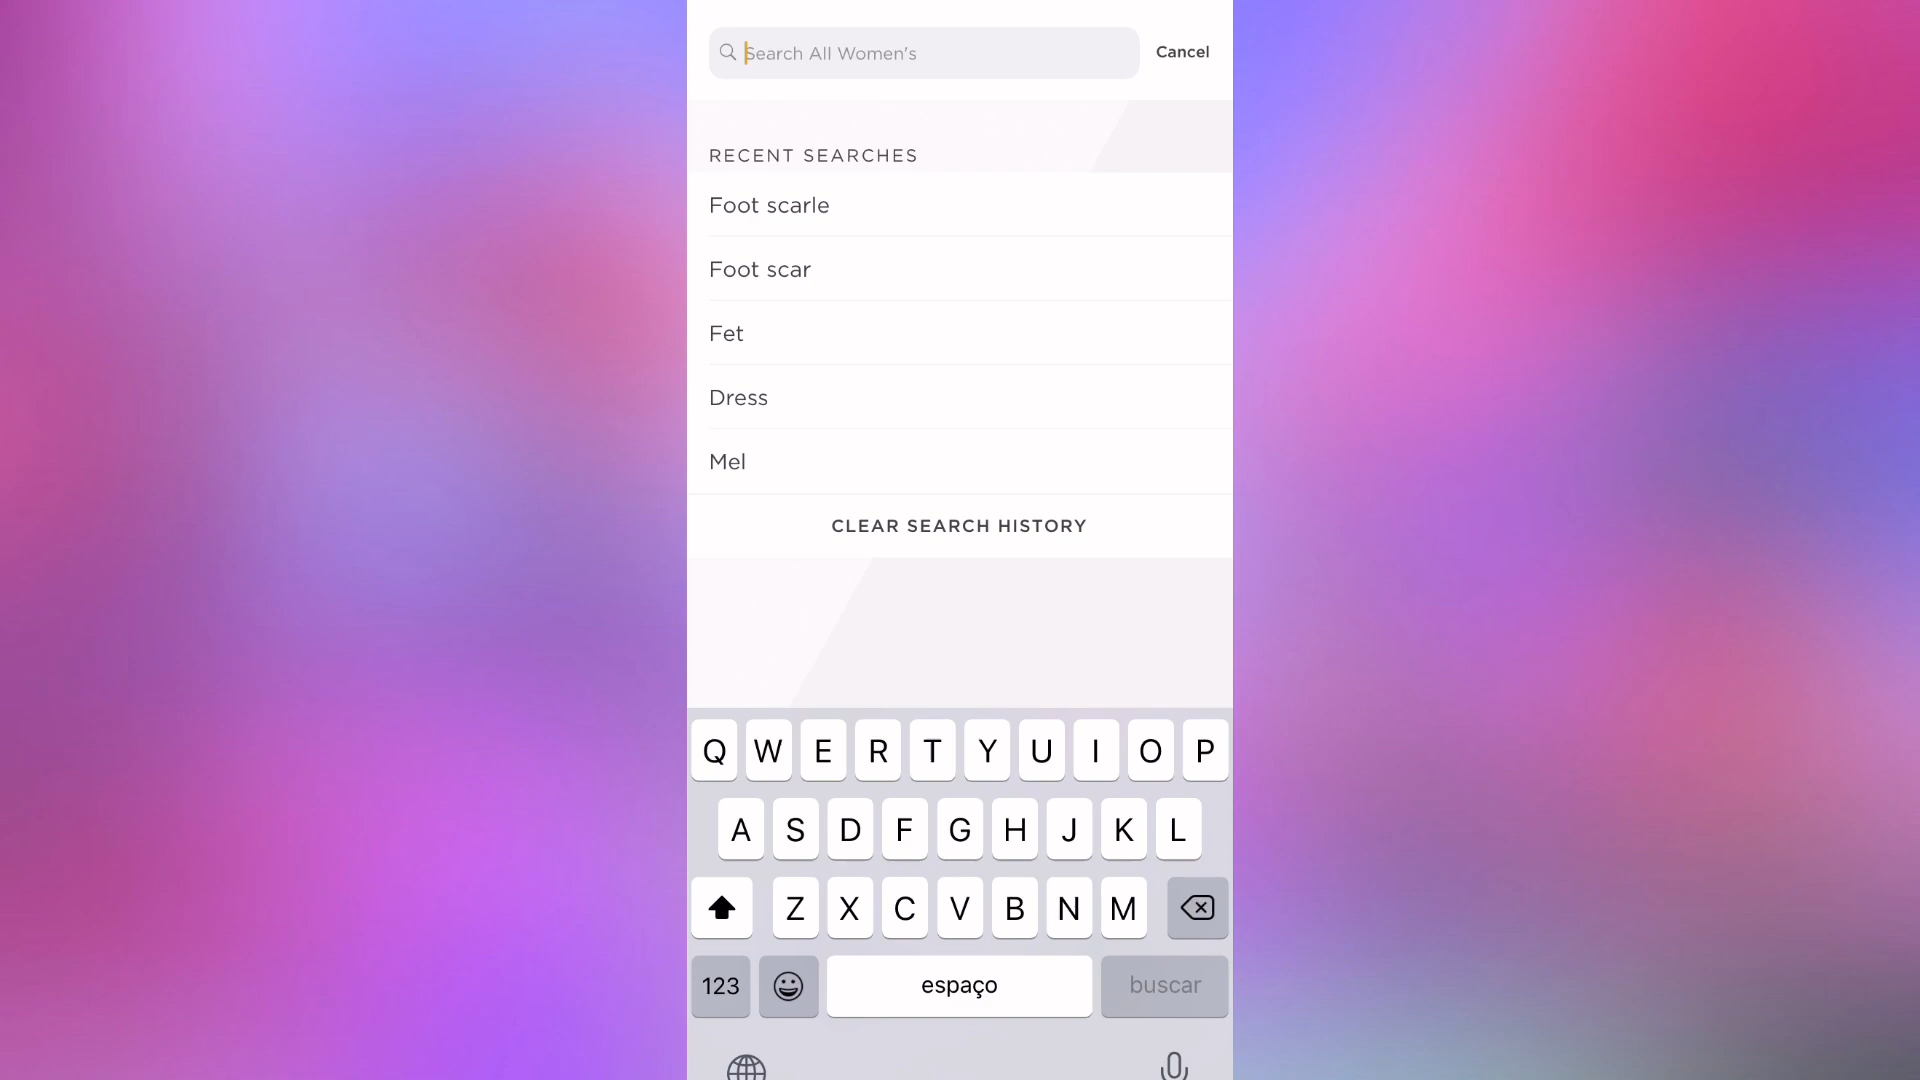 Search All Women's
Cancel
RECENT SEARCHES
Foot scarle
Foot scar
Fet
Dress
Mel
CLEAR SEARCH HISTORY
Q W E R T Y U I O P
A S D F G H J K L
Z X C V B N M
123 espaço buscar